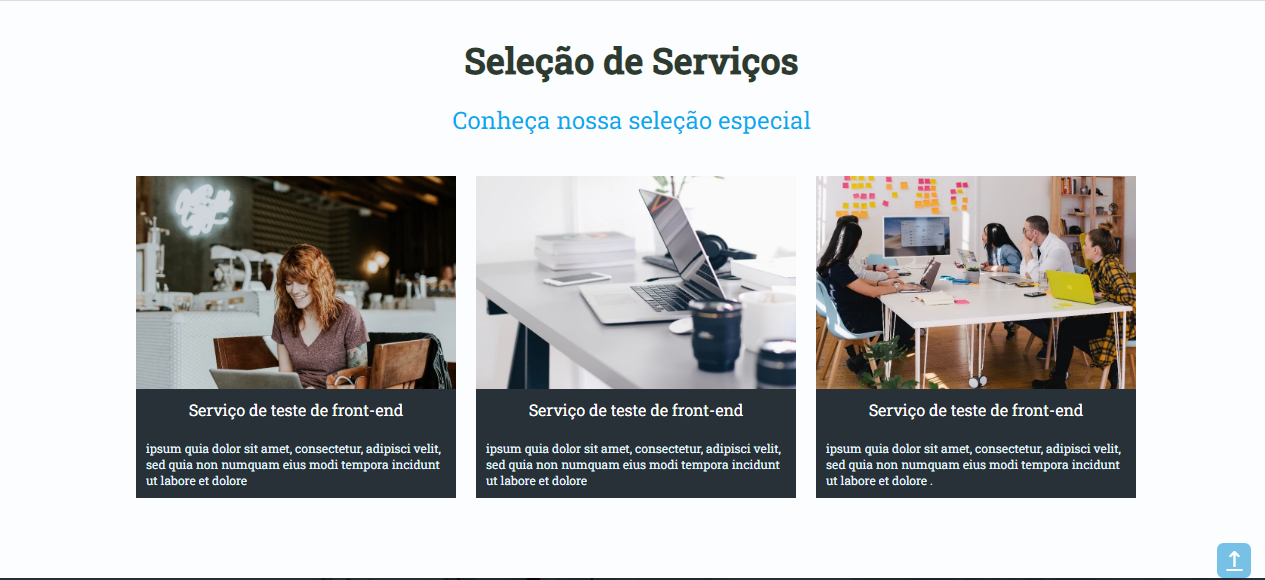 Seleção de Serviços
Conheça nossa seleção especial
Serviço de teste de front-end
ipsum quia dolor sit amet, consectetur, adipisci velit,
sed quia non numquam eius modi tempora incidunt
ut labore et dolore
Serviço de teste de front-end
ipsum quia dolor sit amet, consectetur, adipisci velit,
sed quia non numquam eius modi tempora incidunt
ut labore et dolore
Serviço de teste de front-end
ipsum quia dolor sit amet, consectetur, adipisci velit,
sed quia non numquam eius modi tempora incidunt
ut labore et dolore .